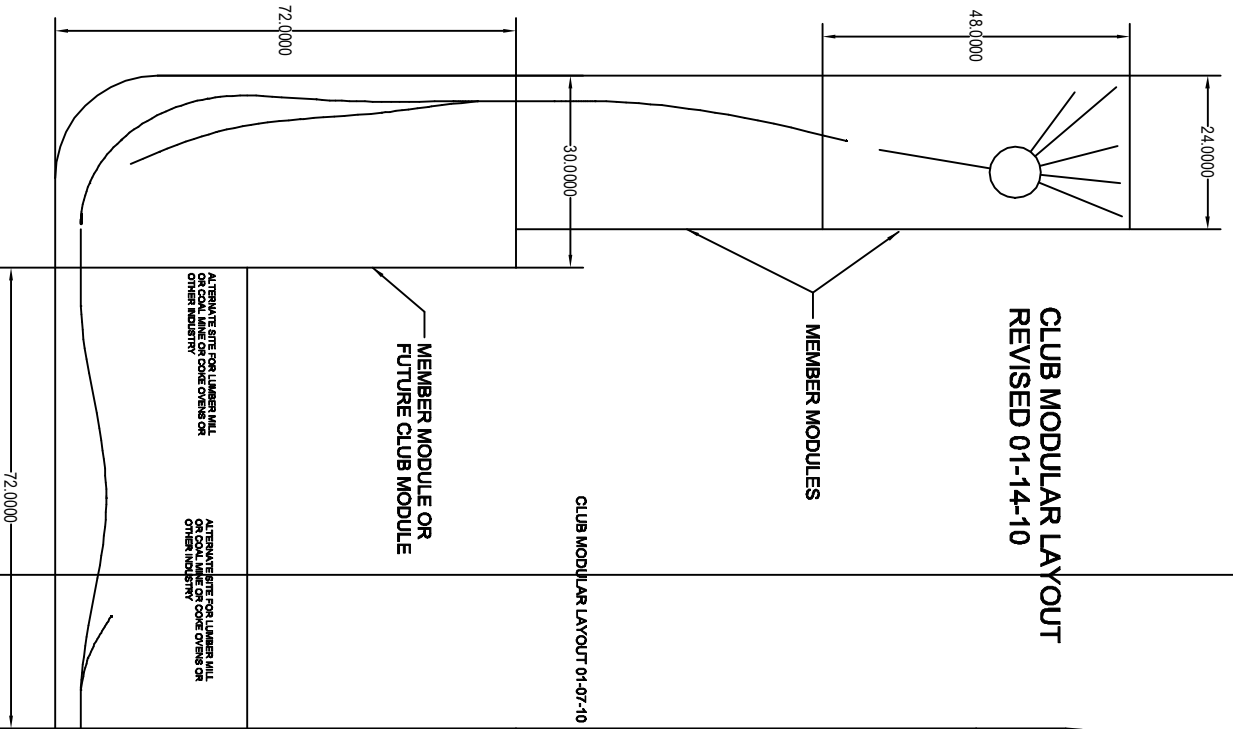 CLUB MODULAR LAYOUT
REVISED 01-14-10
24.0000
48.0000
72.0000
30.0000
MEMBER MODULES
MEMBER MODULE OR
FUTURE CLUB MODULE
CLUB MODULAR LAYOUT 01-07-10
ALTERNATE SITE FOR LUMBER MILL
OR COAL MINE OR COKE OVENS OR
OTHER INDUSTRY
ALTERNATE SITE FOR LUMBER MILL
OR COAL MINE OR COKE OVENS OR
OTHER INDUSTRY
72.0000